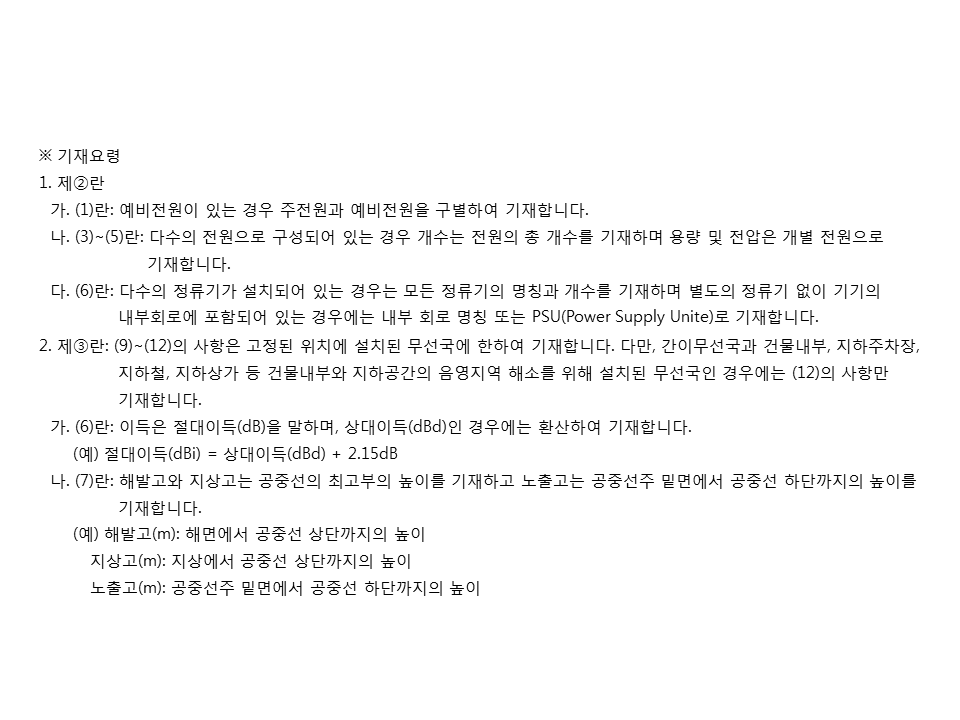 ※ 기재요령
1. 제②란
가. (1)란: 예비전원이 있는 경우 주전원과 예비전원을 구별하여 기재합니다.
나. (3)~(5)란: 다수의 전원으로 구성되어 있는 경우 개수는 전원의 총 개수를 기재하며 용량 및 전압은 개별 전원으로
기재합니다.
다. (6)란: 다수의 정류기가 설치되어 있는 경우는 모든 정류기의 명칭과 개수를 기재하며 별도의 정류기 없이 기기의
내부회로에 포함되어 있는 경우에는 내부 회로 명칭 또는 PSU(Power Supply Unite)로 기재합니다.
2. 제③란: (9)~(12)의 사항은 고정된 위치에 설치된 무선국에 한하여 기재합니다. 다만, 간이무선국과 건물내부, 지하주차장,
지하철, 지하상가 등 건물내부와 지하공간의 음영지역 해소를 위해 설치된 무선국인 경우에는 (12)의 사항만
기재합니다.
가. (6)란: 이득은 절대이득(dB)을 말하며, 상대이득(dBd)인 경우에는 환산하여 기재합니다.
(예) 절대이득(dBi) = 상대이득(dBd) + 2.15dB
나. (7)란: 해발고와 지상고는 공중선의 최고부의 높이를 기재하고 노출고는 공중선주 밑면에서 공중선 하단까지의 높이를
기재합니다.
(예) 해발고(m): 해면에서 공중선 상단까지의 높이
지상고(m): 지상에서 공중선 상단까지의 높이
노출고(m): 공중선주 밑면에서 공중선 하단까지의 높이